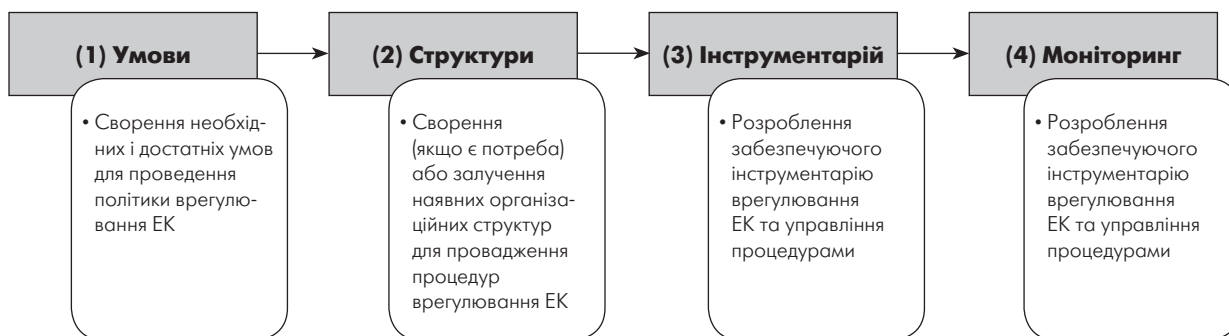 (1) Умови
• Сворення необхід-
них і достатніх умов
для проведення
політики врегулю-
вання ЕК
(2) Структури
• Сворення
(якщо є потреба)
або залучення
наявних організа-
ційних структур
для провадження
процедур
врегулювання ЕК
(3) Інструментарій
• Розроблення
забезпечуючого
інструментарію
врегулювання
ЕК та управління
процедурами
(4) Моніторинг
• Розроблення
забезпечуючого
інструментарію
врегулювання
ЕК та управління
процедурами